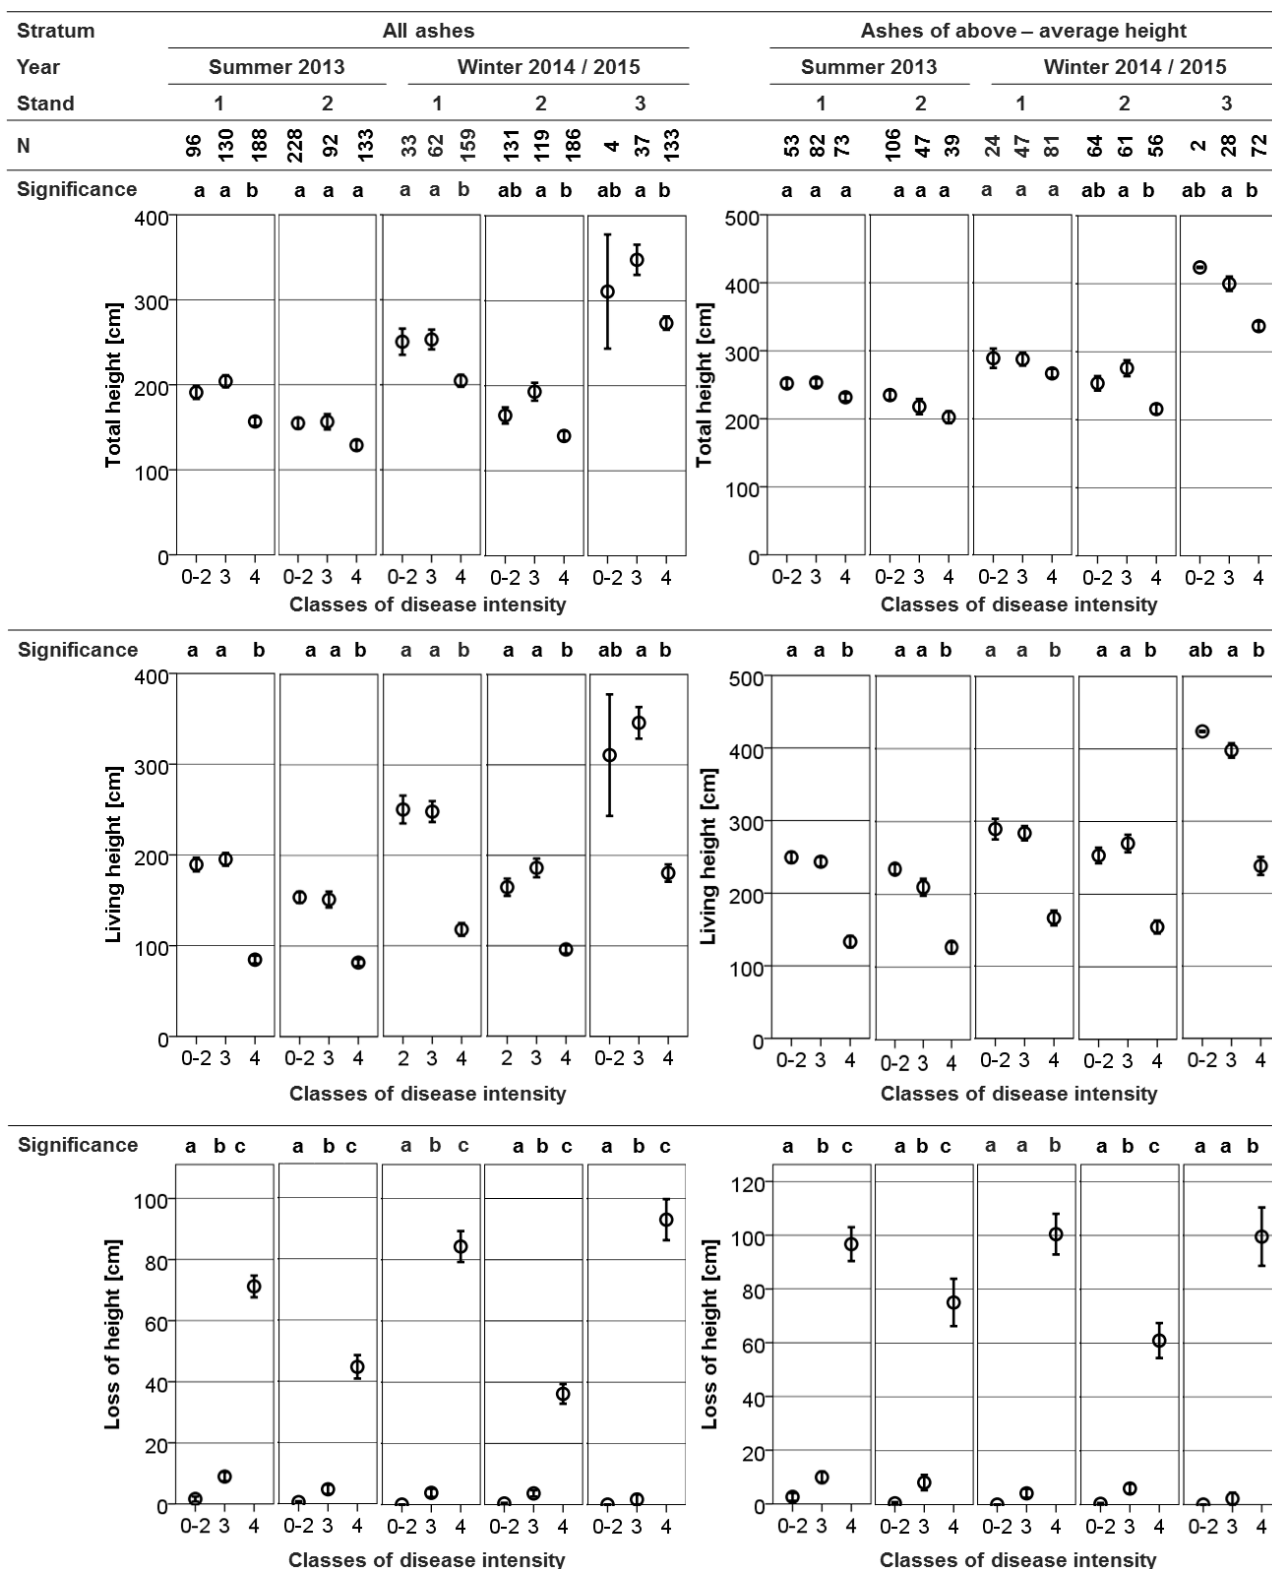 Stratum All ashes Ashes of above – average height
Year Summer 2013 Winter 2014 / 2015 Summer 2013 Winter 2014 / 2015
Stand 1 2 1 2 3 1 2 1 2 3
N 96 130 188 228 92 133 33 62 159 131 119 186 4 37 133 53 82 73 106 47 39 24 47 81 64 61 56 2 28 72
Significance a a b a a a a a b ab a b ab a b a a a a a a a a a ab a b ab a b
Total height [cm]
400
300
200
100
0
0-2 3 4 0-2 3 4 0-2 3 4 0-2 3 4 0-2 3 4
Classes of disease intensity
Total height [cm]
500
400
300
200
100
0
0-2 3 4 0-2 3 4 0-2 3 4 0-2 3 4 0-2 3 4
Classes of disease intensity
Significance a a b a a b a a b a a b ab a b a a b a a b a a b a a b ab a b
Living height [cm]
400
300
200
100
0
0-2 3 4 0-2 3 4 2 3 4 2 3 4 0-2 3 4
Classes of disease intensity
Living height [cm]
500
400
300
200
100
0
0-2 3 4 0-2 3 4 0-2 3 4 0-2 3 4 0-2 3 4
Classes of disease intensity
Significance a b c a b c a b c a b c a b c a b c a b c a a b a b c a a b
Loss of height [cm]
100
80
60
40
20
0
0-2 3 4 0-2 3 4 0-2 3 4 0-2 3 4 0-2 3 4
Classes of disease intensity
Loss of height [cm]
120
100
80
60
40
20
0
0-2 3 4 0-2 3 4 0-2 3 4 0-2 3 4 0-2 3 4
Classes of disease intensity